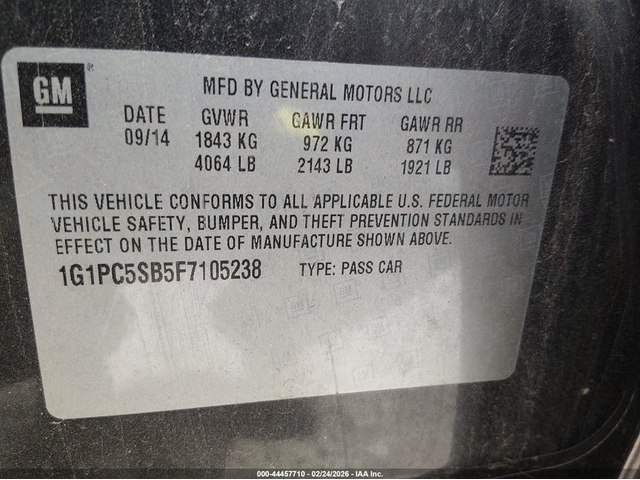 GM ®
MFD BY GENERAL MOTORS LLC
DATE GVWR GAWR FRT GAWR RR
09/14 1843 KG 972 KG 871 KG
4064 LB 2143 LB 1921 LB
THIS VEHICLE CONFORMS TO ALL APPLICABLE U.S. FEDERAL MOTOR
VEHICLE SAFETY, BUMPER, AND THEFT PREVENTION STANDARDS IN
EFFECT ON THE DATE OF MANUFACTURE SHOWN ABOVE.
1G1PC5SB5F7105238 TYPE: PASS CAR
000-44457710 - 02/24/2026 - IAA Inc.